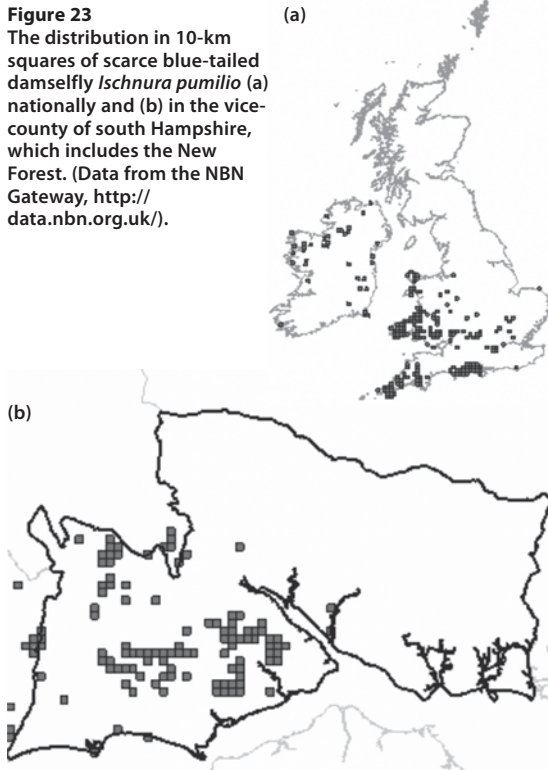 Figure 23
The distribution in 10-km
squares of scarce blue-tailed
damselfly Ischnura pumilio (a)
nationally and (b) in the vice-
county of south Hampshire,
which includes the New
Forest. (Data from the NBN
Gateway, http://
data.nbn.org.uk/).
(a)
(b)